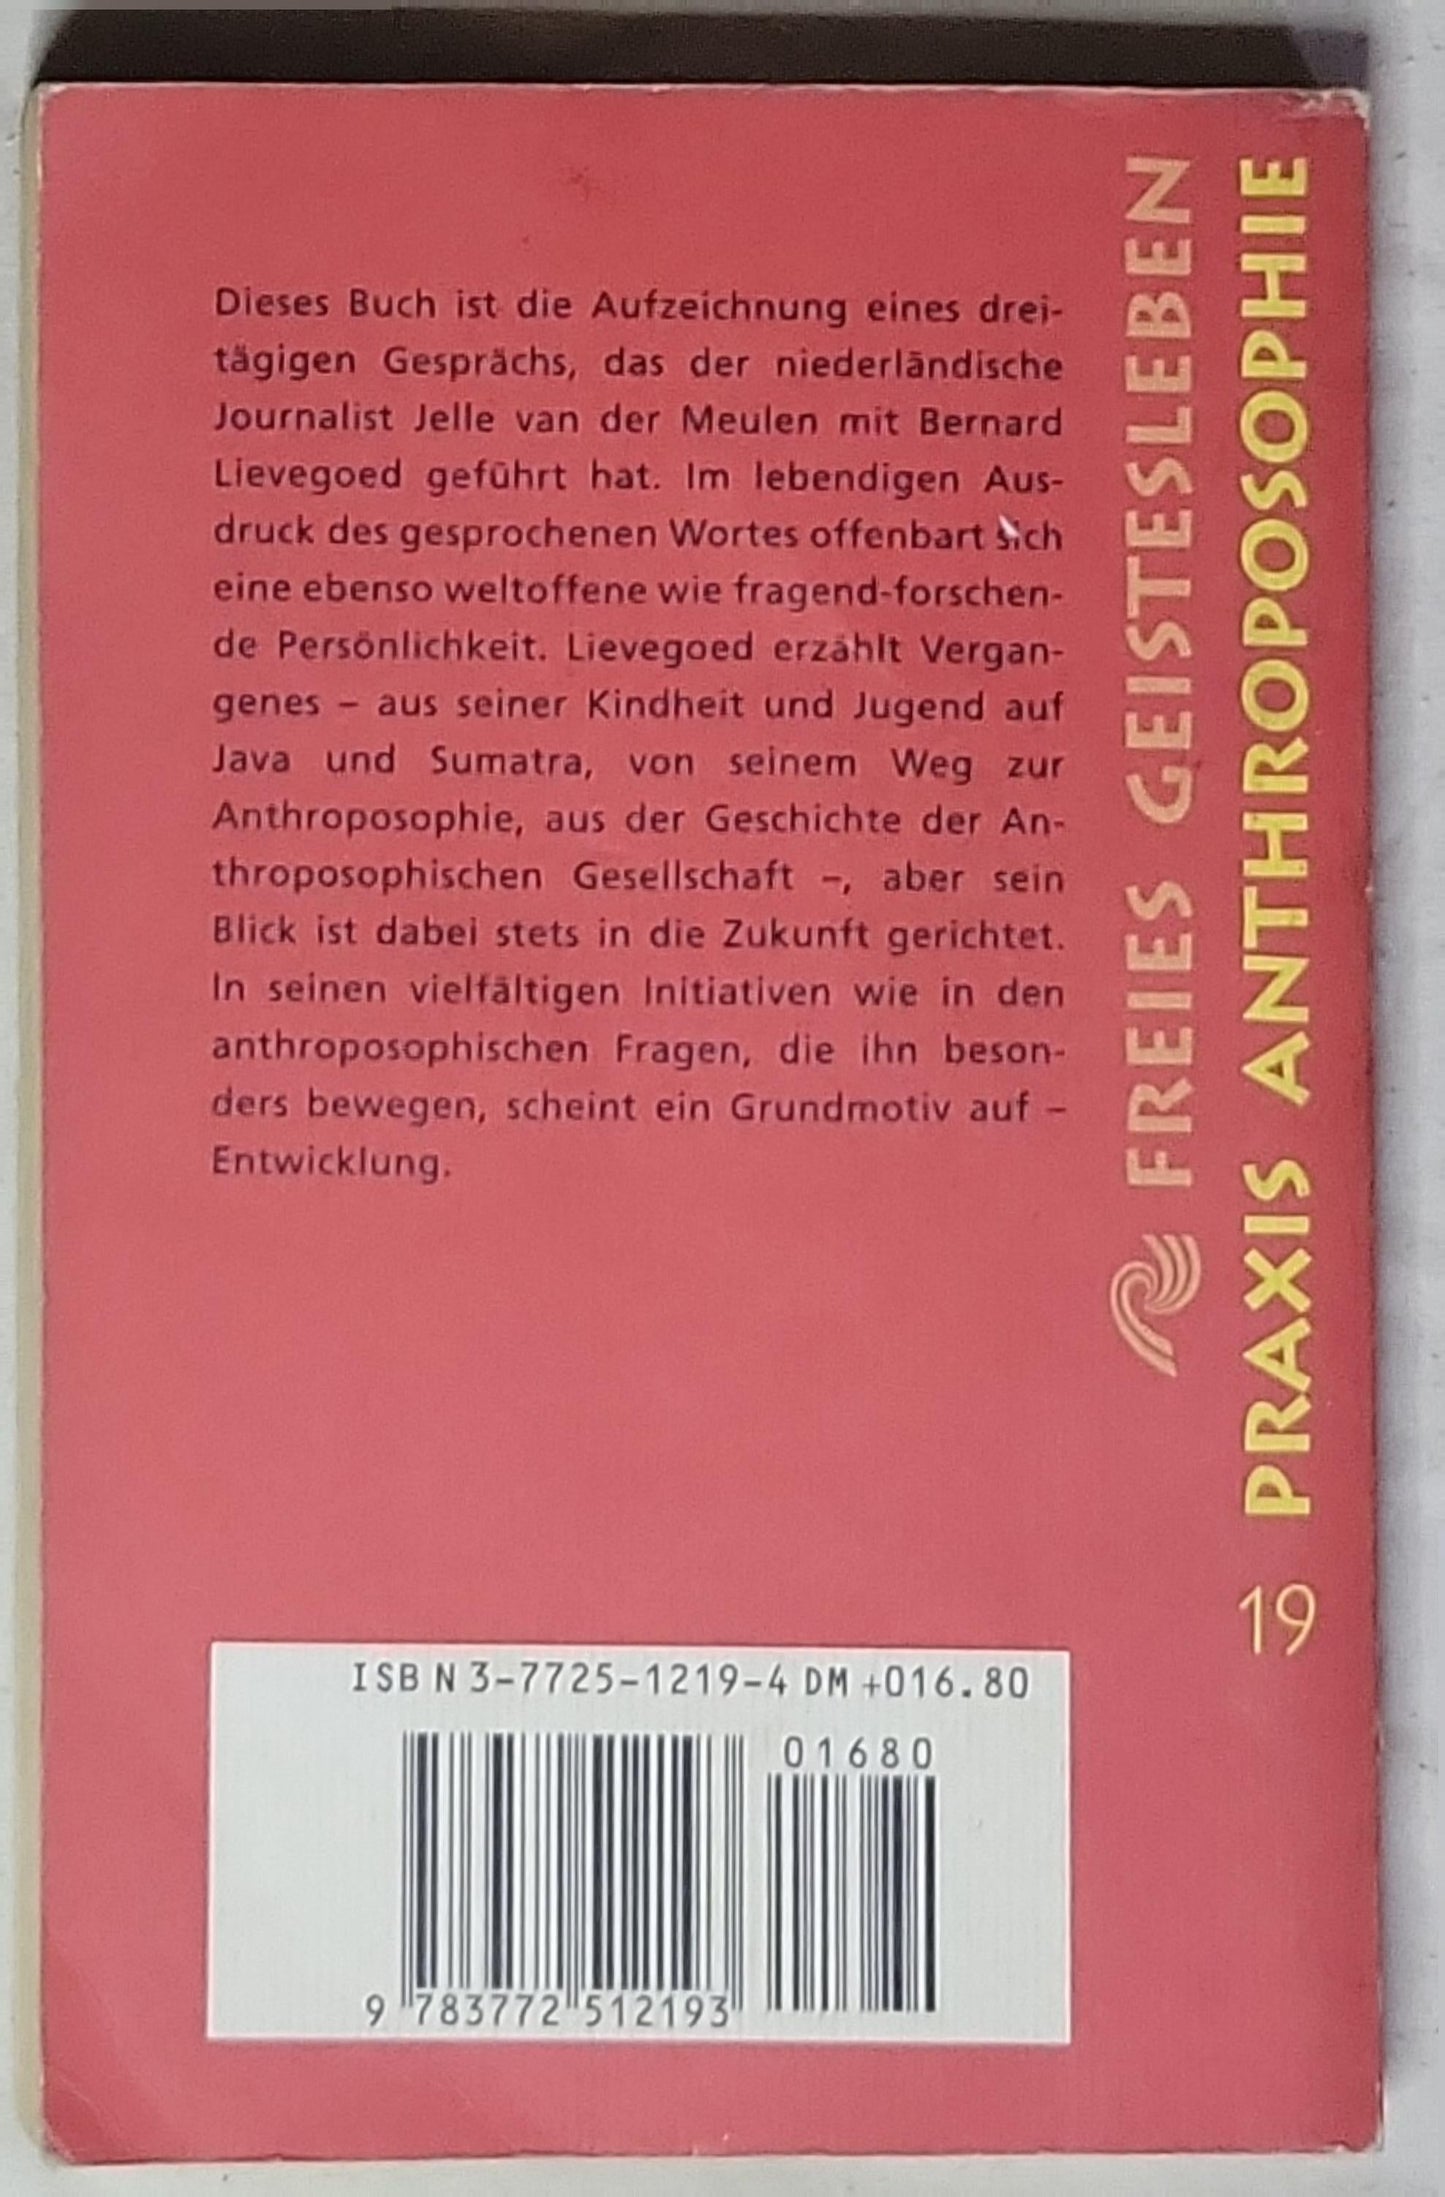 Dieses Buch ist die Aufzeichnung eines drei-
tägigen Gesprächs, das der niederländische
Journalist Jelle van der Meulen mit Bernard
Lievegoed geführt hat. Im lebendigen Aus-
druck des gesprochenen Wortes offenbart sich
eine ebenso weltoffene wie fragend-forschen-
de Persönlichkeit. Lievegoed erzählt Vergan-
genes – aus seiner Kindheit und Jugend auf
Java und Sumatra, von seinem Weg zur
Anthroposophie, aus der Geschichte der An-
throposophischen Gesellschaft –, aber sein
Blick ist dabei stets in die Zukunft gerichtet.
In seinen vielfältigen Initiativen wie in den
anthroposophischen Fragen, die ihn beson-
ders bewegen, scheint ein Grundmotiv auf –
Entwicklung.
FREIES GEISTESLEBEN
19 PRAXIS ANTHROPOSOPHIE
ISBN 3-7725-1219-4 DM +016.80
01680
9 783772 512193